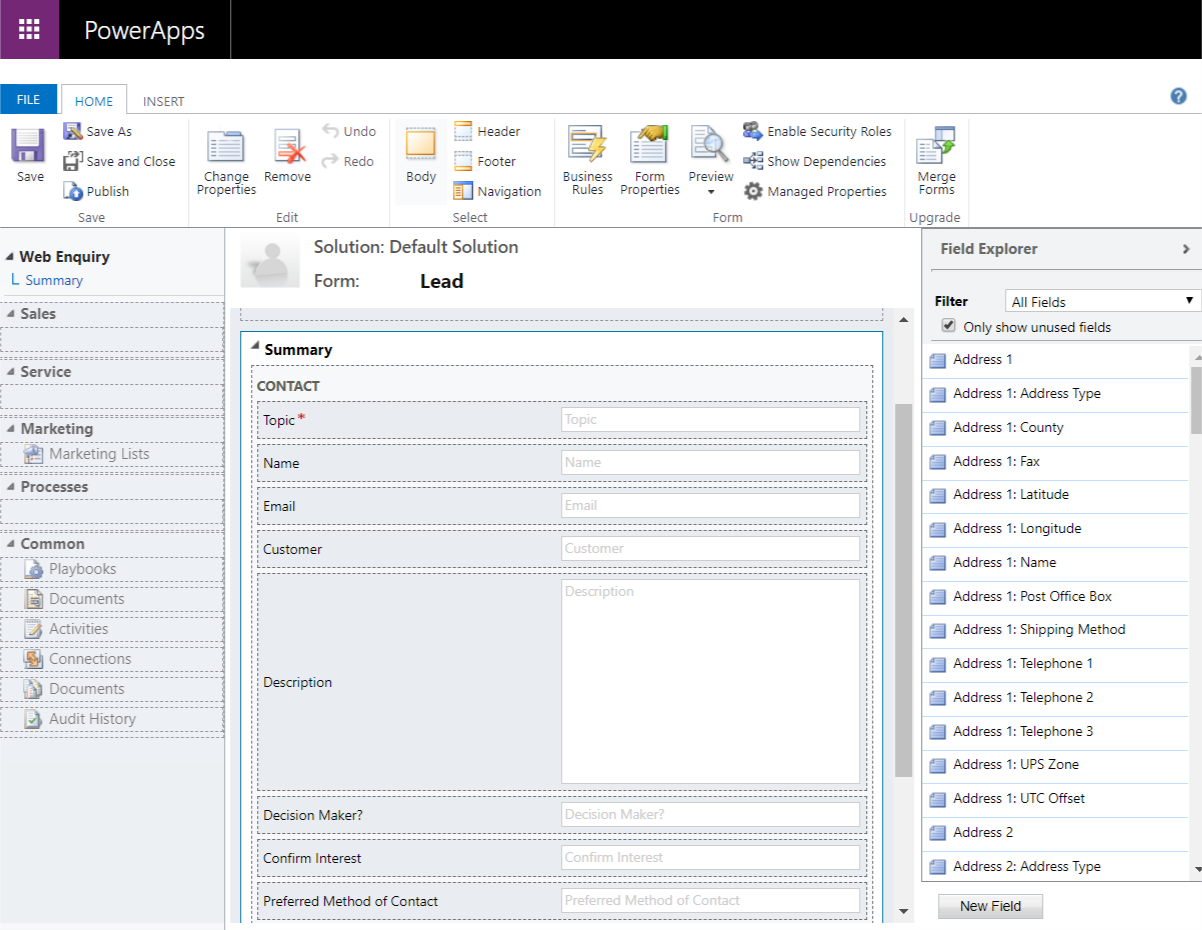 PowerApps
FILE
HOME
INSERT
Save
Save As
Save and Close
Publish
Save
Change
Properties
Remove
Undo
Redo
Edit
Body
Header
Footer
Navigation
Select
Business
Rules
Form
Properties
Preview
Enable Security Roles
Show Dependencies
Managed Properties
Form
Merge
Forms
Upgrade
Web Enquiry
Summary
Sales
Service
Marketing
Marketing Lists
Processes
Common
Playbooks
Documents
Activities
Connections
Documents
Audit History
Solution: Default Solution
Form: Lead
Summary
CONTACT
Topic* Topic
Name Name
Email Email
Customer Customer
Description Description
Decision Maker? Decision Maker?
Confirm Interest Confirm Interest
Preferred Method of Contact Preferred Method of Contact
Field Explorer
Filter All Fields
Only show unused fields
Address 1
Address 1: Address Type
Address 1: County
Address 1: Fax
Address 1: Latitude
Address 1: Longitude
Address 1: Name
Address 1: Post Office Box
Address 1: Shipping Method
Address 1: Telephone 1
Address 1: Telephone 2
Address 1: Telephone 3
Address 1: UPS Zone
Address 1: UTC Offset
Address 2
Address 2: Address Type
New Field